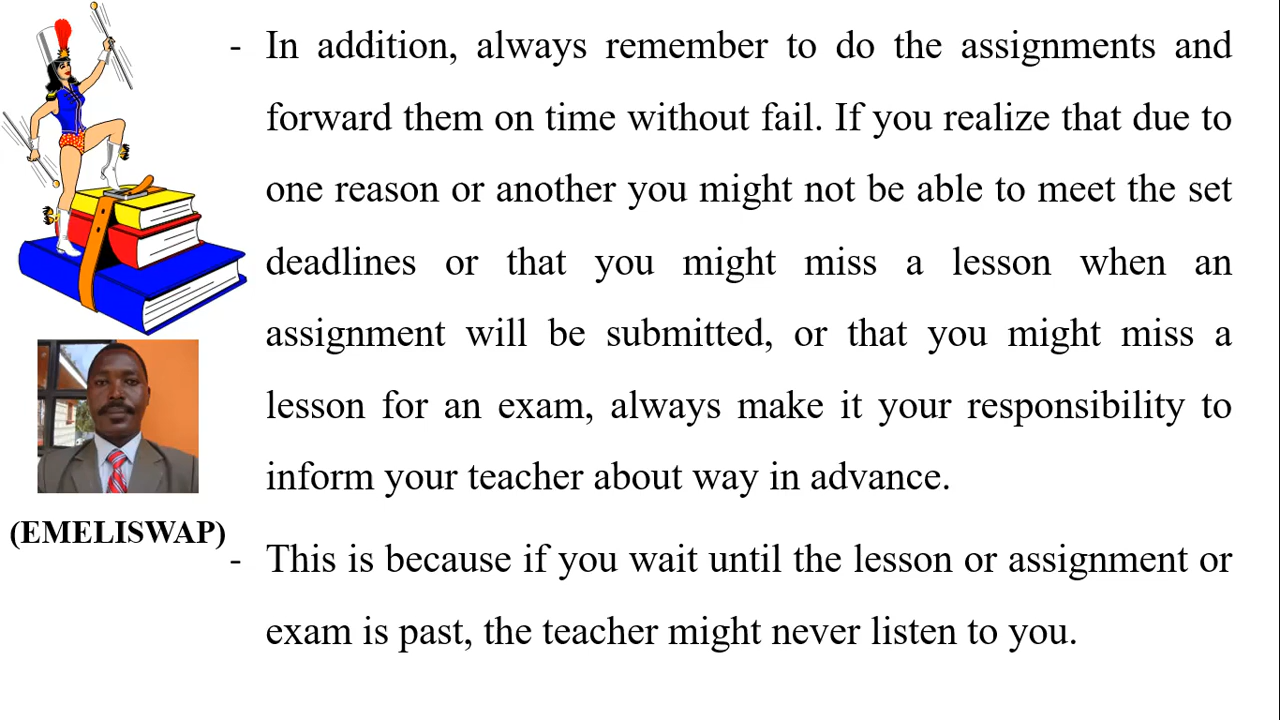 - In addition, always remember to do the assignments and
forward them on time without fail. If you realize that due to
one reason or another you might not be able to meet the set
deadlines or that you might miss a lesson when an
assignment will be submitted, or that you might miss a
lesson for an exam, always make it your responsibility to
inform your teacher about way in advance.
(EMELISWAP)
- This is because if you wait until the lesson or assignment or
exam is past, the teacher might never listen to you.